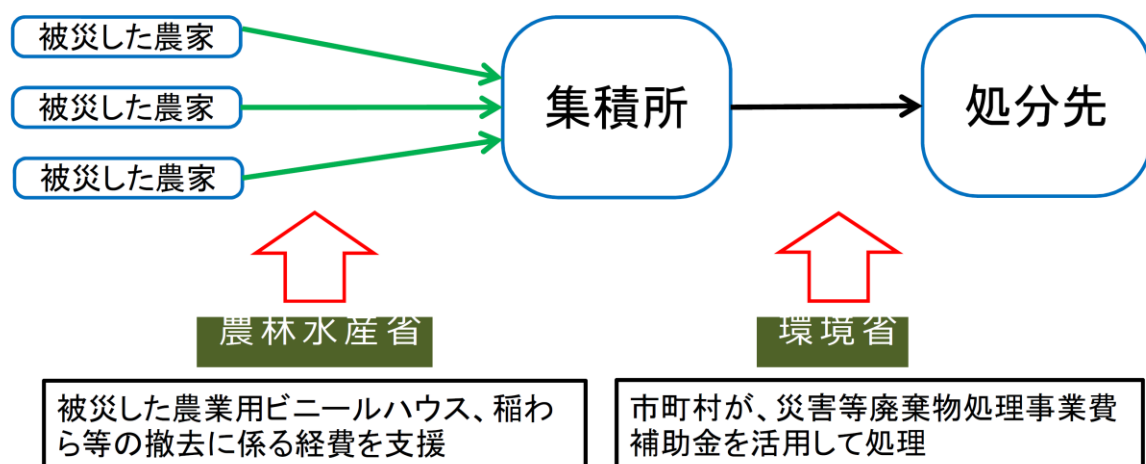 被災した農家
被災した農家
被災した農家
集積所
処分先
農林水産省
環境省
被災した農業用ビニールハウス、稲わ
ら等の撤去に係る経費を支援
市町村が、災害等廃棄物処理事業費
補助金を活用して処理